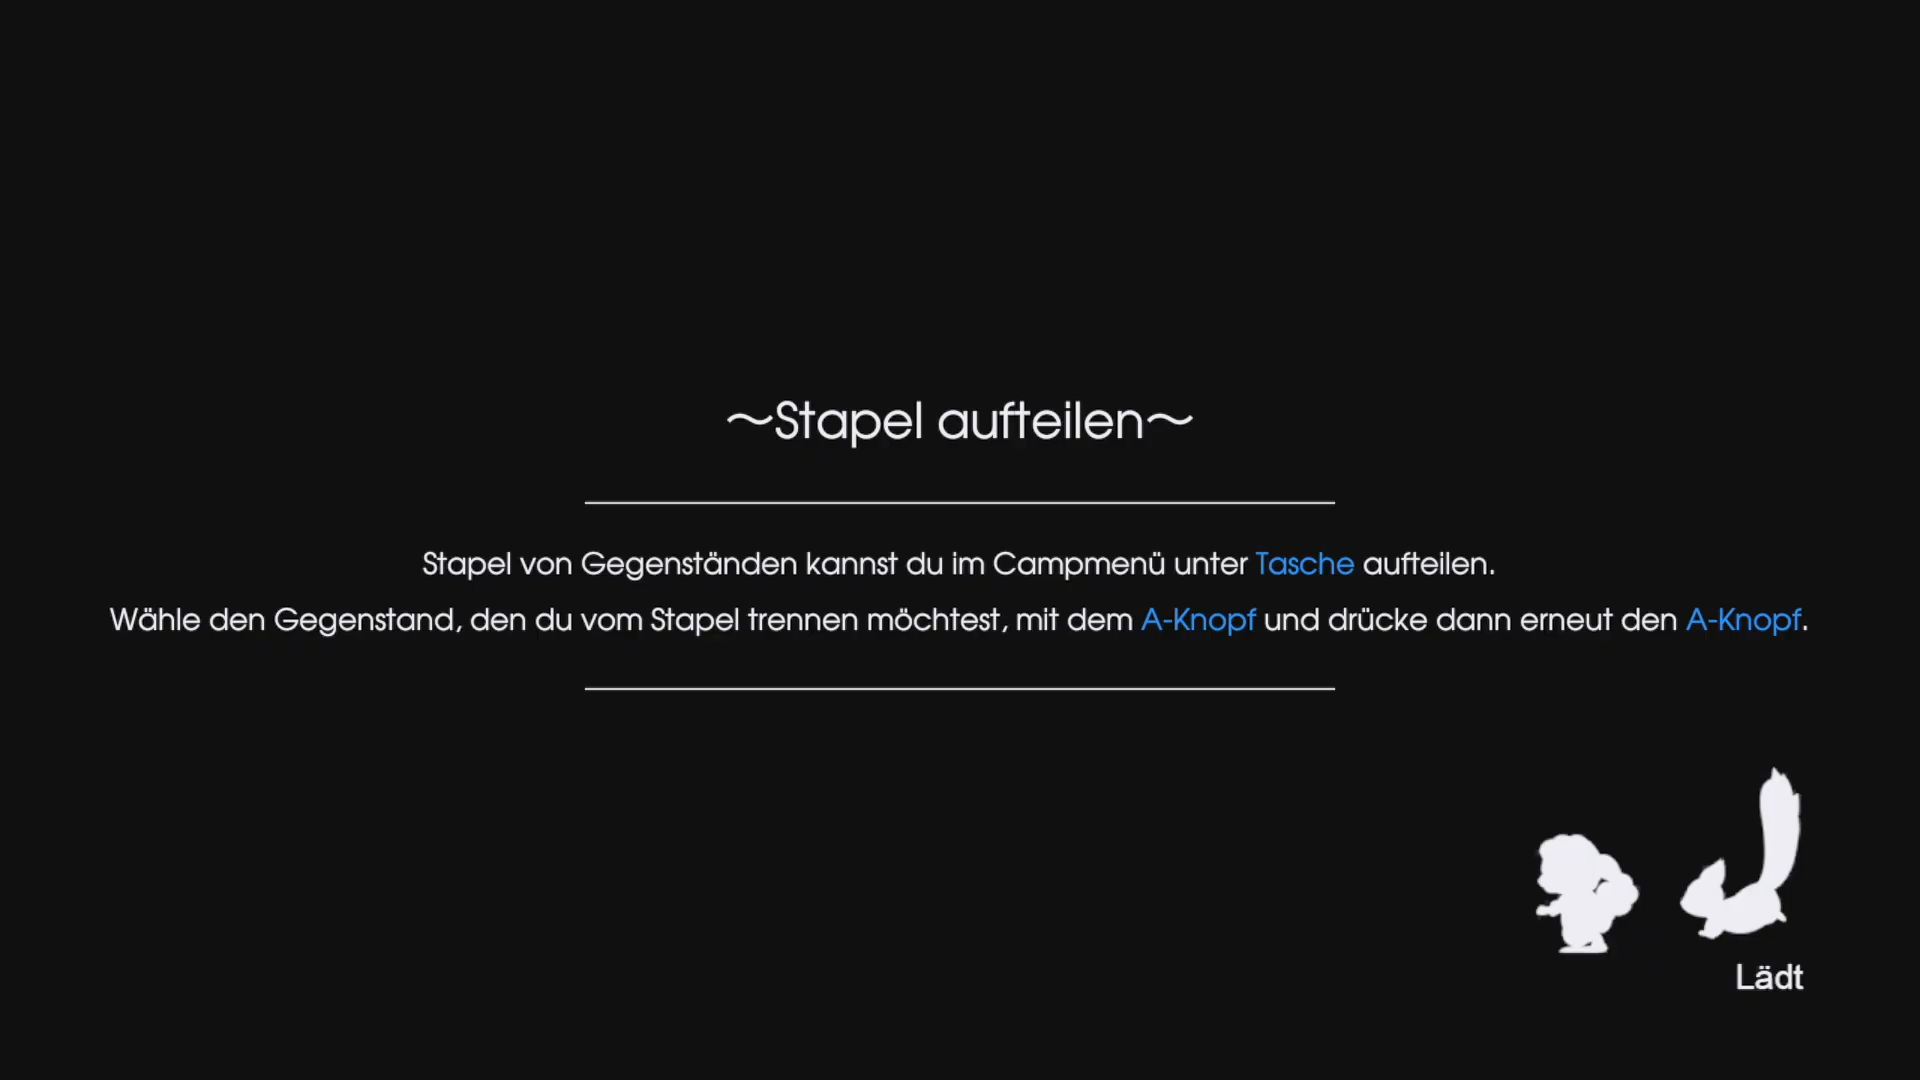 ～Stapel aufteilen～
Stapel von Gegenständen kannst du im Campmenü unter Tasche aufteilen.
Wähle den Gegenstand, den du vom Stapel trennen möchtest, mit dem A-Knopf und drücke dann erneut den A-Knopf.
Lädt